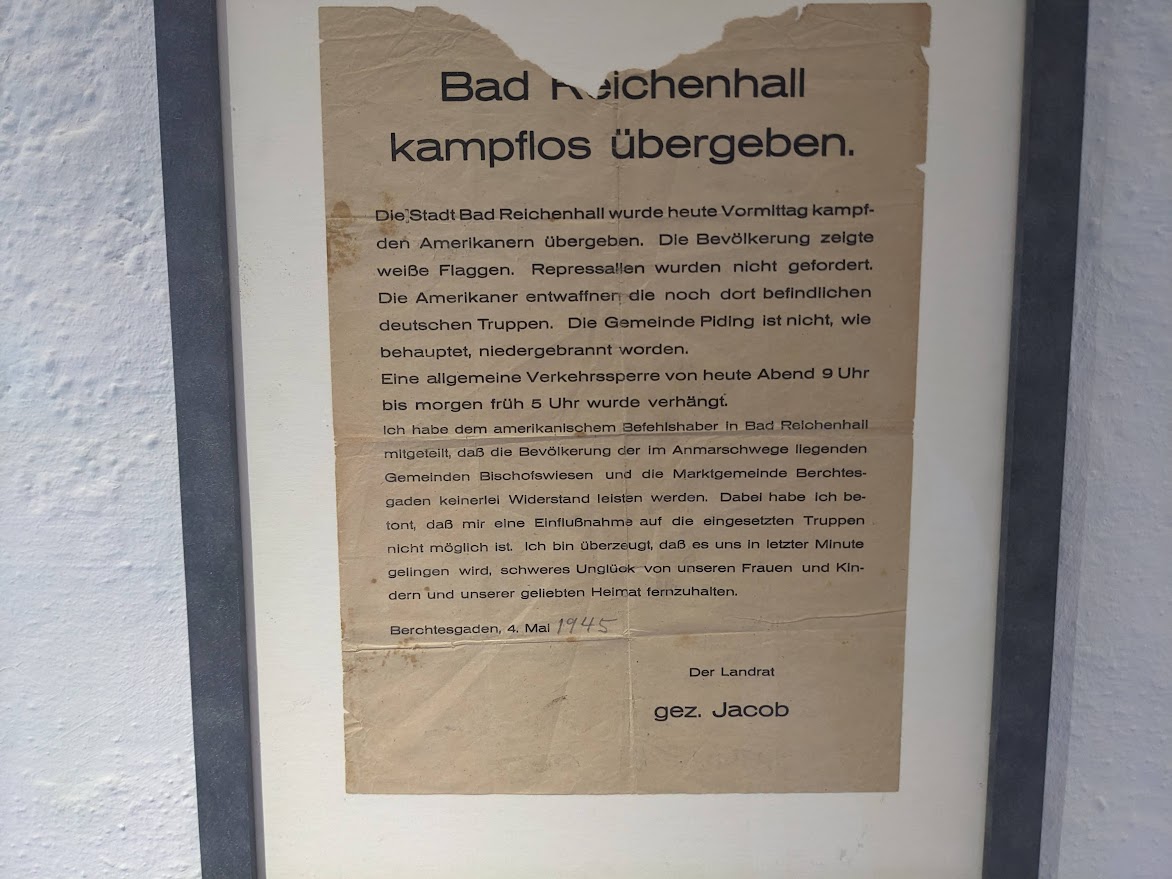 Bad Reichenhall
kampflos übergeben.
Die Stadt Bad Reichenhall wurde heute Vormittag kampf-
den Amerikanern übergeben. Die Bevölkerung zeigte
weiße Flaggen. Repressalien wurden nicht gefordert.
Die Amerikaner entwaffnen die noch dort befindlichen
deutschen Truppen. Die Gemeinde Piding ist nicht, wie
behauptet, niedergebrannt worden.
Eine allgemeine Verkehrssperre von heute Abend 9 Uhr
bis morgen früh 5 Uhr wurde verhängt.
Ich habe dem amerikanischem Befehlshaber in Bad Reichenhall
mitgeteilt, daß die Bevölkerung der im Anmarschwege liegenden
Gemeinden Bischofswiesen und die Marktgemeinde Berchtes-
gaden keinerlei Widerstand leisten werden. Dabei habe ich be-
tont, daß mir eine Einflußnahme auf die eingesetzten Truppen
nicht möglich ist. Ich bin überzeugt, daß es uns in letzter Minute
gelingen wird, schweres Unglück von unseren Frauen und Kin-
dern und unserer geliebten Heimat fernzuhalten.
Berchtesgaden, 4. Mai 1945
Der Landrat
gez. Jacob